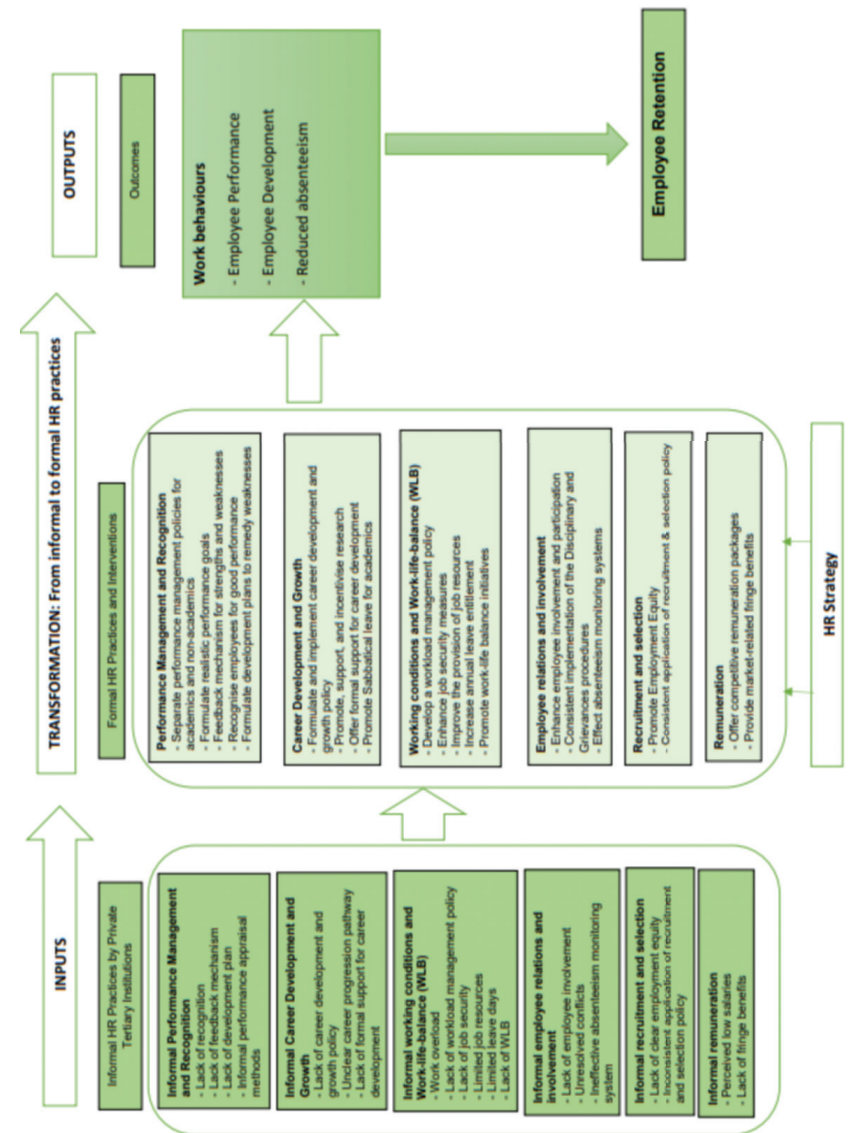 INPUTS
Informal HR Practices by Private
Tertiary Institutions
Informal Performance Management
and Recognition
- Lack of recognition
- Lack of feedback mechanism
- Lack of development plan
- Informal performance appraisal
methods
Informal Career Development and
Growth
- Lack of career development and
growth policy
- Unclear career progression pathway
- Lack of formal support for career
development
Informal working conditions and
Work-life-balance (WLB)
- Work overload
- Lack of workload management policy
- Lack of job security
- Limited job resources
- Limited leave days
- Lack of WLB
Informal employee relations and
involvement
- Lack of employee involvement
- Unresolved conflicts
- Ineffective absenteeism monitoring
system
Informal recruitment and selection
- Lack of clear employment equity
- Inconsistent application of recruitment
and selection policy
Informal remuneration
- Perceived low salaries
- Lack of fringe benefits
TRANSFORMATION: From informal to formal HR practices
Formal HR Practices and Interventions
Performance Management and Recognition
- Separate performance management policies for
academics and non-academics
- Formulate realistic performance goals
- Feedback mechanism for strengths and weaknesses
- Recognise employees for good performance
- Formulate development plans to remedy weaknesses
Career Development and Growth
- Formulate and implement career development and
growth policy
- Promote, support, and incentivise research
- Offer formal support for career development
- Promote Sabbatical leave for academics
Working conditions and Work-life-balance (WLB)
- Develop a workload management policy
- Enhance job security measures
- Improve the provision of job resources
- Increase annual leave entitlement
- Promote work-life balance initiatives
Employee relations and involvement
- Enhance employee involvement and participation
- Consistent implementation of the Disciplinary and
Grievances procedures
- Effect absenteeism monitoring systems
Recruitment and selection
- Promote Employment Equity
- Consistent application of recruitment & selection policy
Remuneration
- Offer competitive remuneration packages
- Provide market-related fringe benefits
HR Strategy
OUTPUTS
Outcomes
Work behaviours
- Employee Performance
- Employee Development
- Reduced absenteeism
Employee Retention